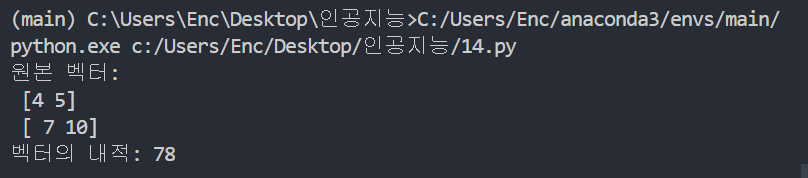 (main) C:\Users\Enc\Desktop\인공지능>C:/Users/Enc/anaconda3/envs/main/
python.exe c:/Users/Enc/Desktop/인공지능/14.py
원본 벡터:
 [4 5]
 [ 7 10]
벡터의 내적: 78